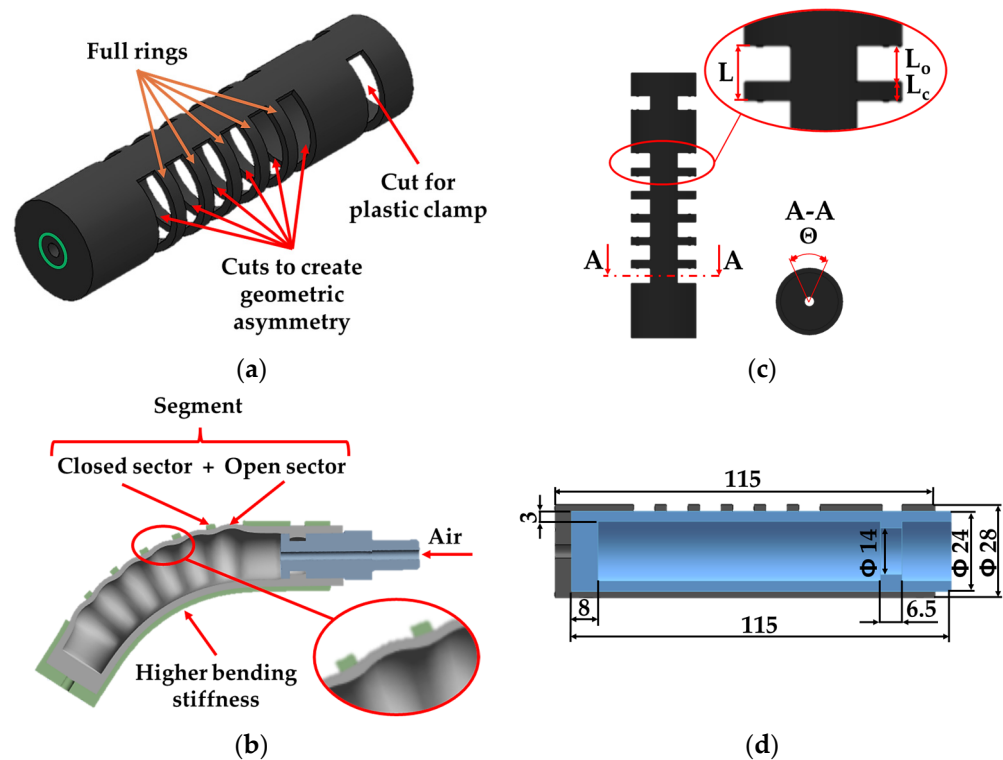 Full rings
Cut for
plastic clamp
Cuts to create
geometric
asymmetry
(a)
L
Lₒ
L꜀
A-A
Θ
A
A
(c)
Segment
Closed sector + Open sector
Air
Higher bending
stiffness
(b)
115
3
Φ 14
Φ 24
Φ 28
8
6.5
115
(d)